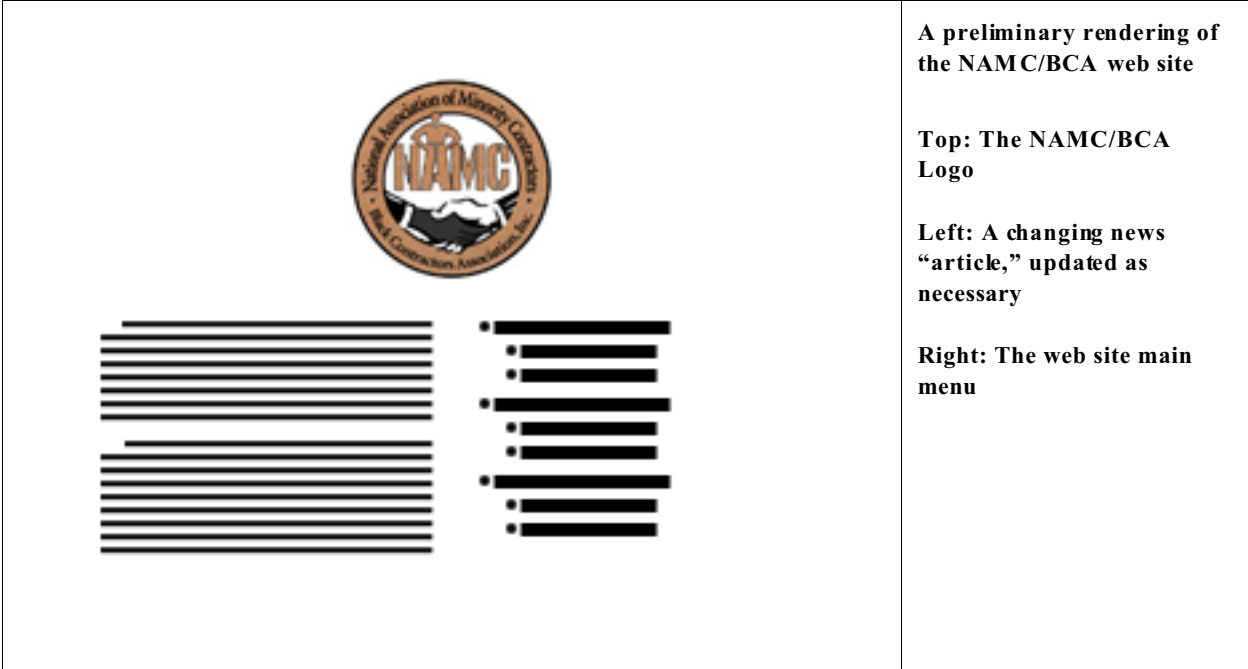 National Association of Minority Contractors
NAMC
Black Contractors Association, Inc.
A preliminary rendering of
the NAMC/BCA web site
Top: The NAMC/BCA
Logo
Left: A changing news
“article,” updated as
necessary
Right: The web site main
menu